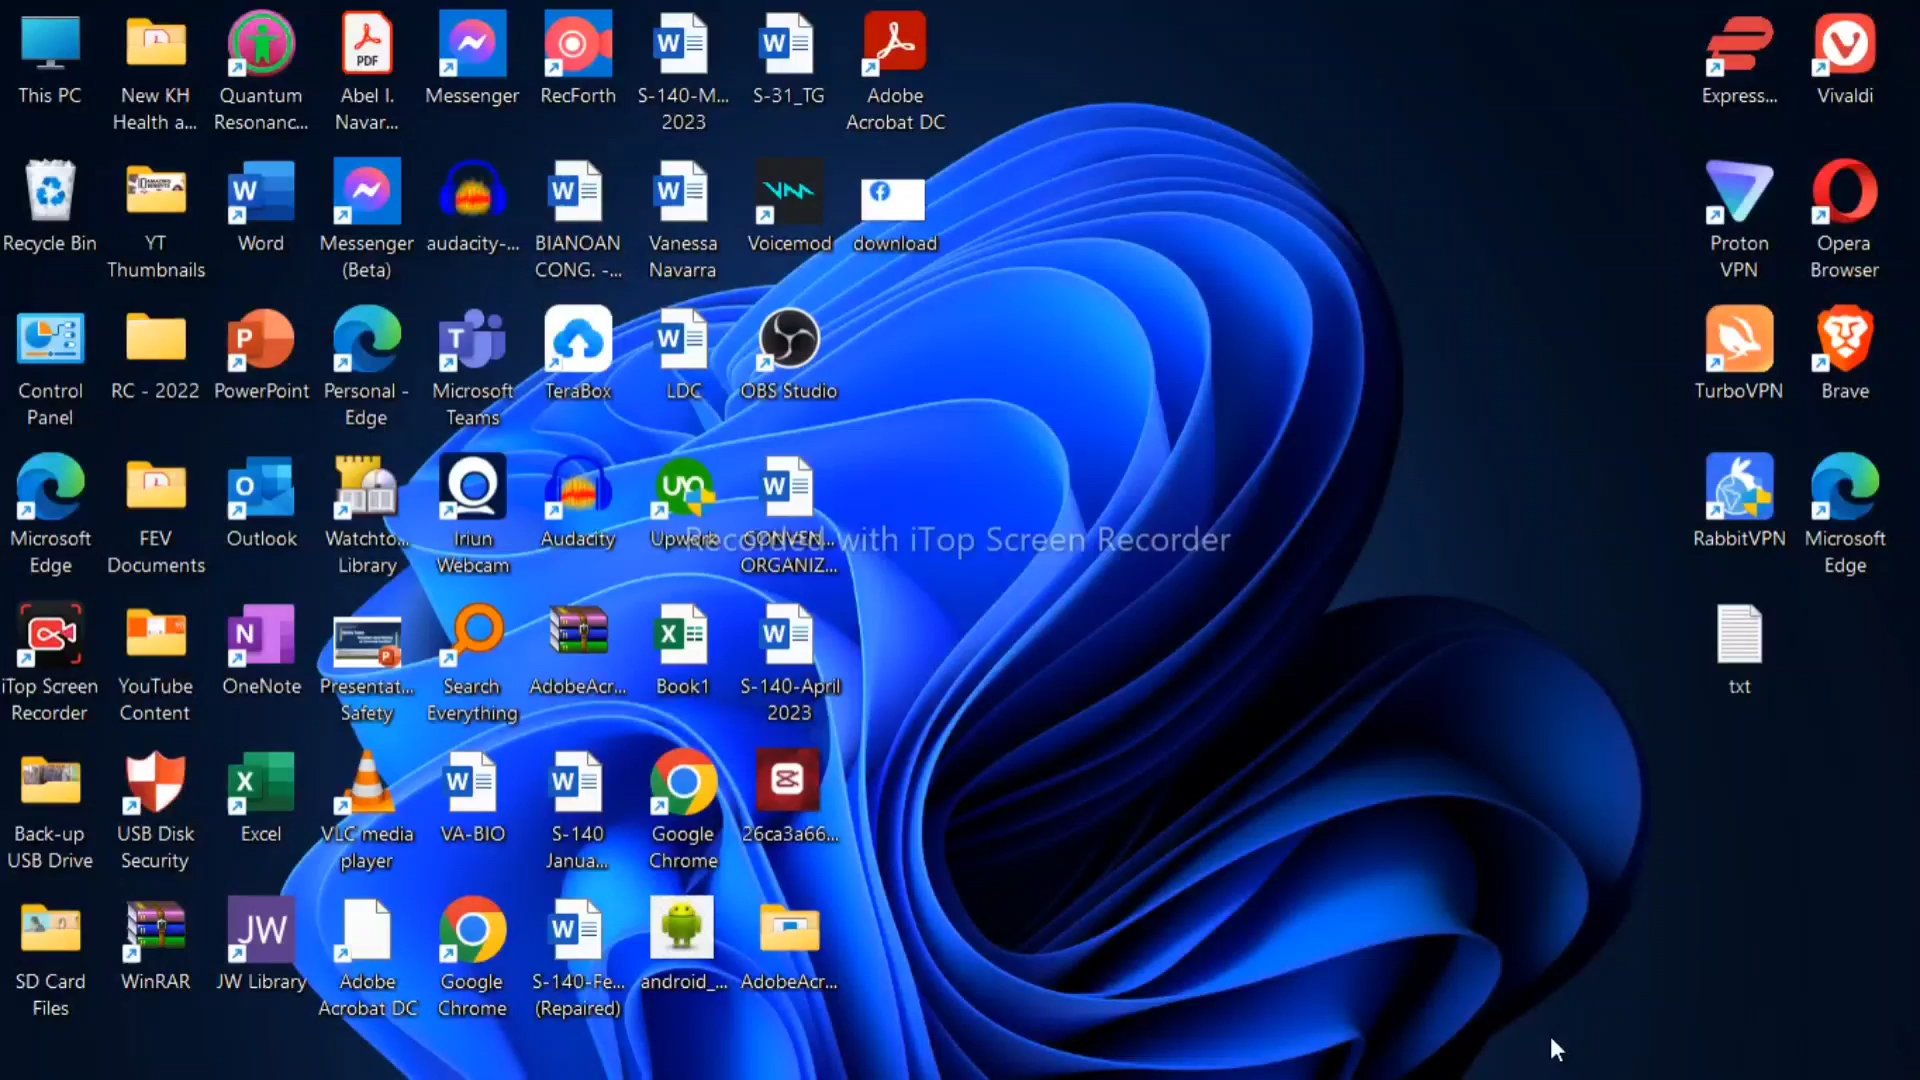 This PC
New KH
Health a...
Quantum
Resonanc...
PDF
Abel I.
Navar...
Messenger
RecForth
S-140-M...
2023
S-31_TG
Adobe
Acrobat DC
Express...
Vivaldi
Recycle Bin
YT
Thumbnails
Word
Messenger
(Beta)
audacity-...
BIANOAN
CONG. -...
Vanessa
Navarra
Voicemod
download
Proton
VPN
Opera
Browser
Control
Panel
RC - 2022
PowerPoint
Personal -
Edge
Microsoft
Teams
TeraBox
LDC
OBS Studio
TurboVPN
Brave
Microsoft
Edge
FEV
Documents
Outlook
Watchto...
Library
Iriun
Webcam
Audacity
Upwork
CONVEN...
ORGANIZ...
Recorded with iTop Screen Recorder
RabbitVPN
Microsoft
Edge
iTop Screen
Recorder
YouTube
Content
OneNote
Presentat...
Safety
Search
Everything
AdobeAcr...
Book1
S-140-April
2023
txt
Back-up
USB Drive
USB Disk
Security
Excel
VLC media
player
VA-BIO
S-140
Janua...
Google
Chrome
26ca3a66...
SD Card
Files
WinRAR
JW
JW Library
Adobe
Acrobat DC
Google
Chrome
S-140-Fe...
(Repaired)
android_...
AdobeAcr...